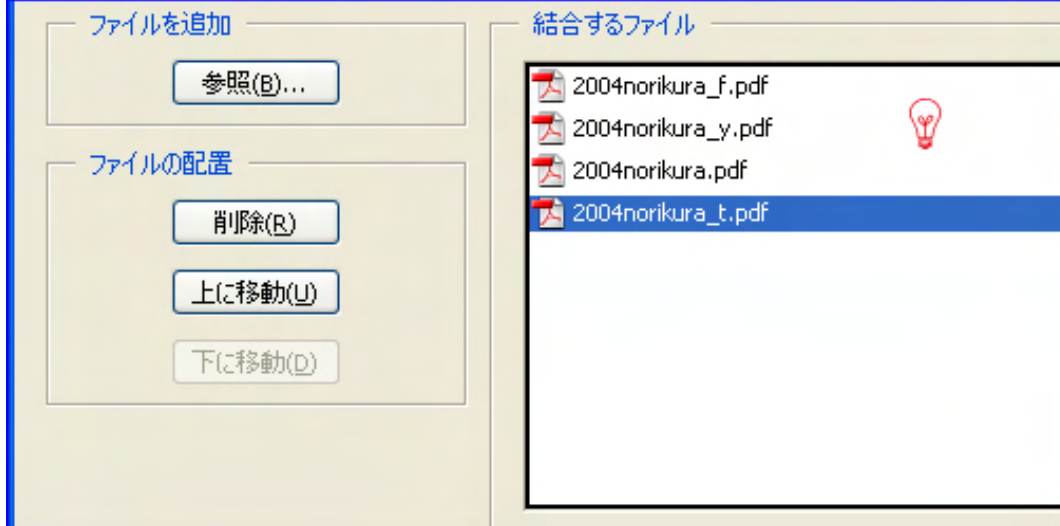 ファイルを追加
参照(B)...
ファイルの配置
削除(R)
上に移動(U)
下に移動(D)
結合するファイル
2004norikura_f.pdf
2004norikura_y.pdf
2004norikura.pdf
2004norikura_t.pdf